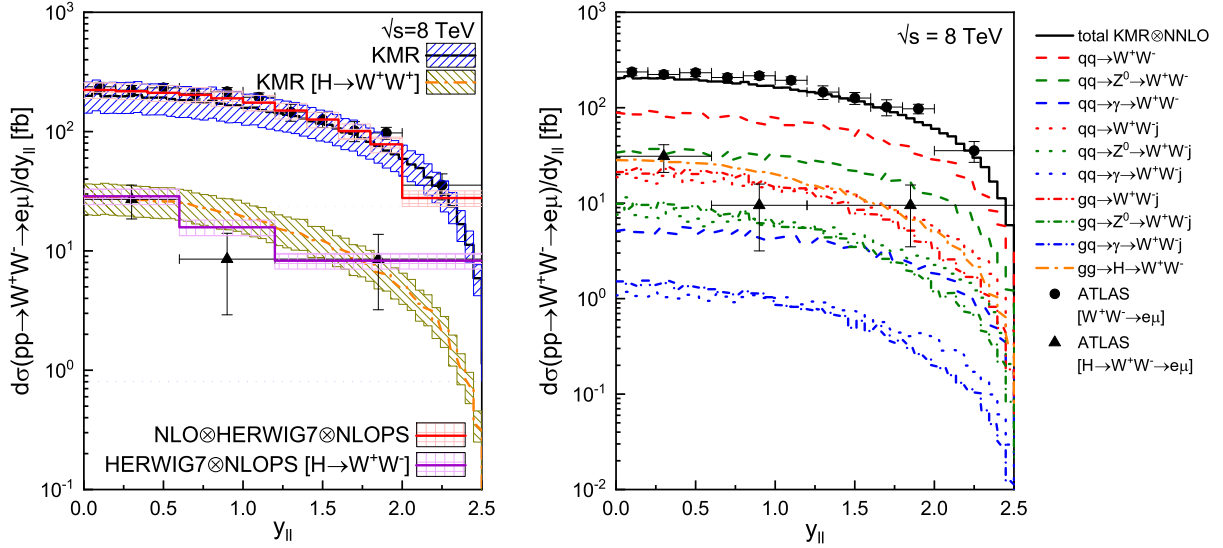 √s=8 TeV
KMR
KMR [H→W⁺W⁺]
NLO⊗HERWIG7⊗NLOPS
HERWIG7⊗NLOPS [H→W⁺W⁻]
dσ(pp→W⁺W⁻→eμ)/dy_ll [fb]
10³
10²
10¹
10⁰
10⁻¹
0.0 0.5 1.0 1.5 2.0 2.5
y_ll
√s = 8 TeV
dσ(pp→W⁺W⁻→eμ)/dy_ll [fb]
10³
10²
10¹
10⁰
10⁻¹
10⁻²
0.0 0.5 1.0 1.5 2.0 2.5
y_ll
total KMR⊗NNLO
qq→W⁺W⁻
qq→Z⁰→W⁺W⁻
qq→γ→W⁺W⁻
qq→W⁺W⁻j
qq→Z⁰→W⁺W⁻j
qq→γ→W⁺W⁻j
gq→W⁺W⁻j
gq→Z⁰→W⁺W⁻j
gq→γ→W⁺W⁻j
gg→H→W⁺W⁻
ATLAS
[W⁺W⁻→eμ]
ATLAS
[H→W⁺W⁻→eμ]